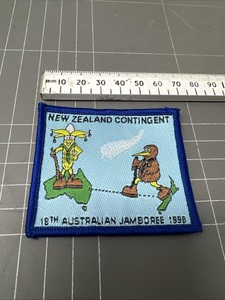 NEW ZEALAND CONTINGENT
18TH AUSTRALIAN JAMBOREE 1998